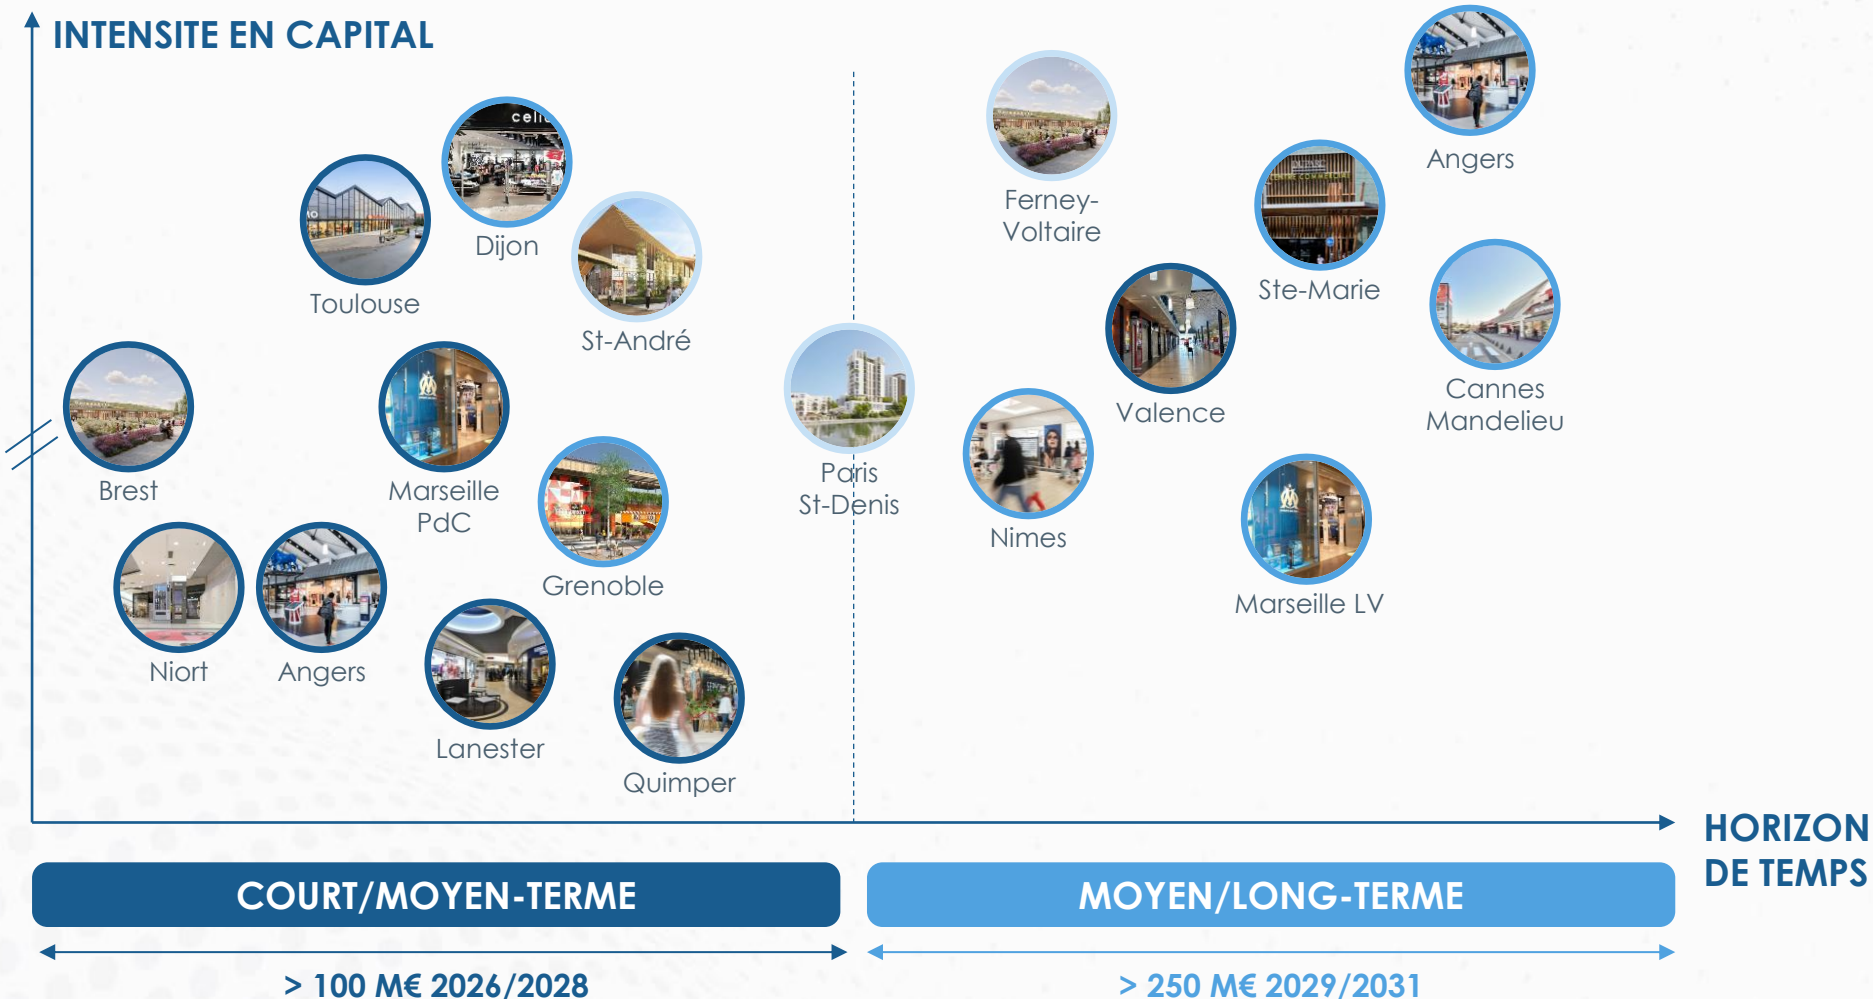 INTENSITE EN CAPITAL
Angers
celi
Dijon
Ferney-
Voltaire
Toulouse
St-André
Ste-Marie
Brest
Marseille
PdC
Paris
St-Denis
Valence
Cannes
Mandelieu
Grenoble
Nimes
Marseille LV
Niort
Angers
Lanester
Quimper
HORIZON
DE TEMPS
COURT/MOYEN-TERME
MOYEN/LONG-TERME
> 100 M€ 2026/2028
> 250 M€ 2029/2031